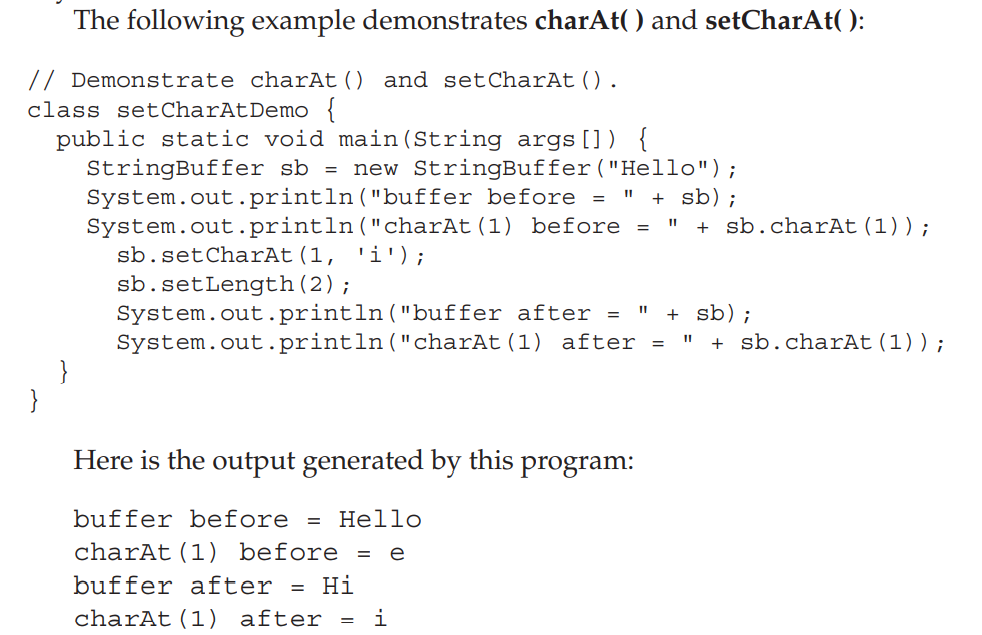 The following example demonstrates charAt( ) and setCharAt( ):
// Demonstrate charAt() and setCharAt().
class setCharAtDemo {
  public static void main(String args[]) {
    StringBuffer sb = new StringBuffer("Hello");
    System.out.println("buffer before = " + sb);
    System.out.println("charAt(1) before = " + sb.charAt(1));
      sb.setCharAt(1, 'i');
      sb.setLength(2);
      System.out.println("buffer after = " + sb);
      System.out.println("charAt(1) after = " + sb.charAt(1));
  }
}
Here is the output generated by this program:
buffer before = Hello
charAt(1) before = e
buffer after = Hi
charAt(1) after = i